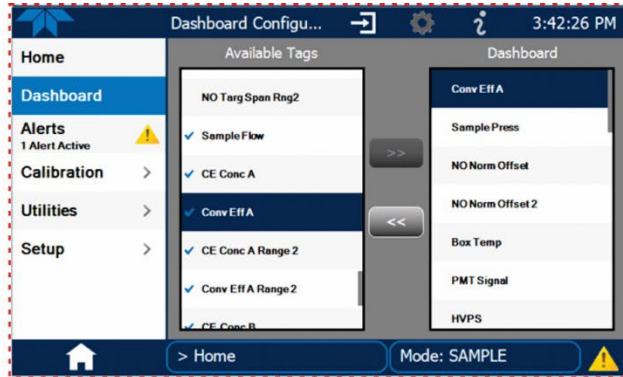 Dashboard Configu...
3:42:26 PM
Home
Dashboard
Alerts
1 Alert Active
Calibration
Utilities
Setup
Available Tags
NO Targ Span Rng2
Sample Flow
CE Conc A
Conv Eff A
CE Conc A Range 2
Conv Eff A Range 2
CE Conc B
>>
<<
Dashboard
Conv Eff A
Sample Press
NO Norm Offset
NO Norm Offset 2
Box Temp
PMT Signal
HVPS
> Home
Mode: SAMPLE